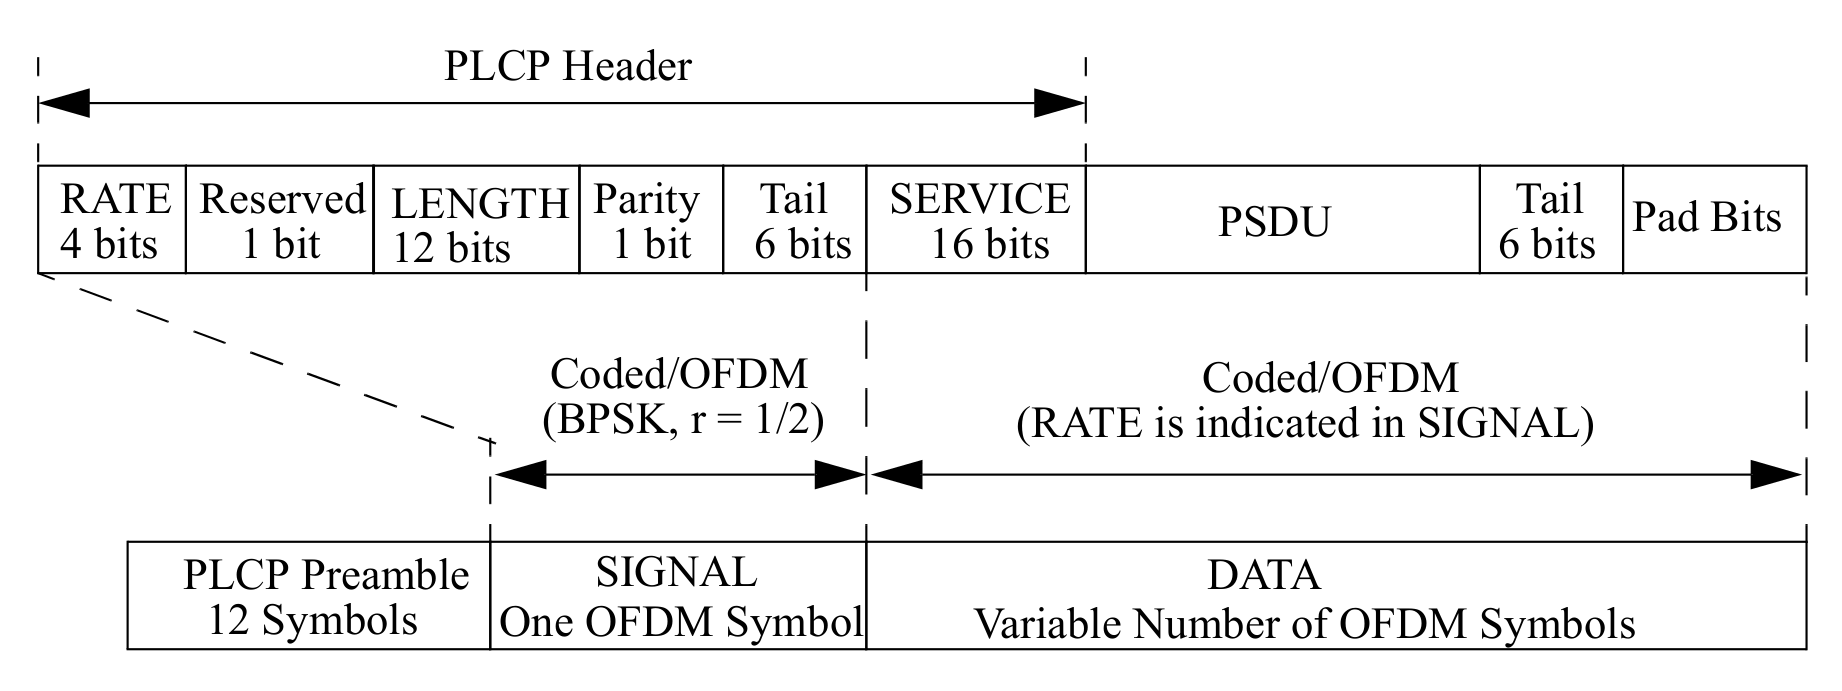 PLCP Header
RATE
4 bits
Reserved
1 bit
LENGTH
12 bits
Parity
1 bit
Tail
6 bits
SERVICE
16 bits
PSDU
Tail
6 bits
Pad Bits
Coded/OFDM
(BPSK, r = 1/2)
Coded/OFDM
(RATE is indicated in SIGNAL)
PLCP Preamble
12 Symbols
SIGNAL
One OFDM Symbol
DATA
Variable Number of OFDM Symbols